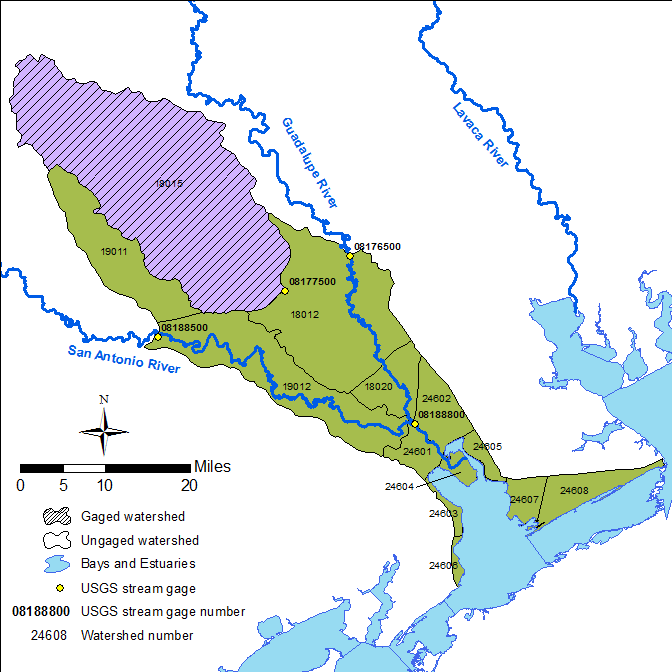 Guadalupe River
Lavaca River
18015
08176500
19011
08177500
18012
08188500
San Antonio River
19012
18020
24602
08188800
24601
24605
24604
24607
24608
24603
24606
N
Miles
0 5 10 20
Gaged watershed
Ungaged watershed
Bays and Estuaries
USGS stream gage
08188800 USGS stream gage number
24608 Watershed number